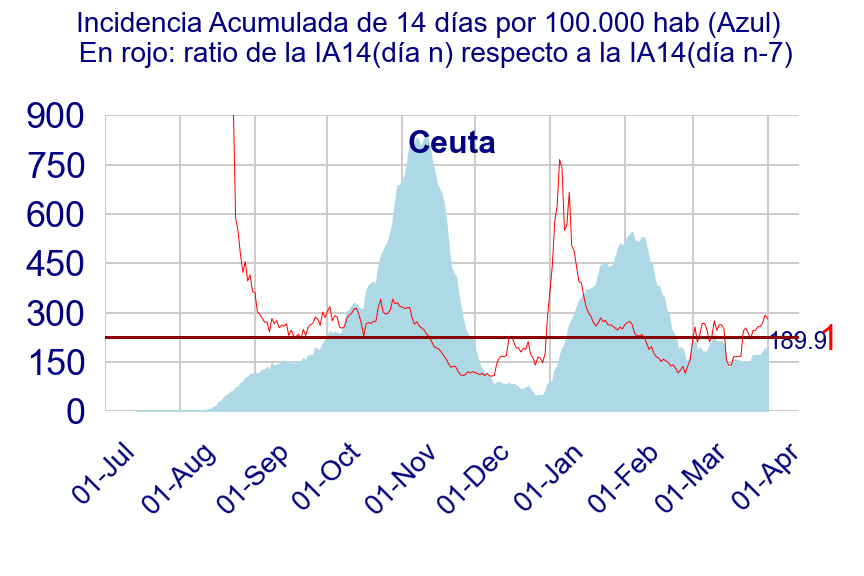 Incidencia Acumulada de 14 días por 100.000 hab (Azul)
En rojo: ratio de la IA14(día n) respecto a la IA14(día n-7)
Ceuta
900
750
600
450
300
150
0
189.9
1
01-Jul
01-Aug
01-Sep
01-Oct
01-Nov
01-Dec
01-Jan
01-Feb
01-Mar
01-Apr